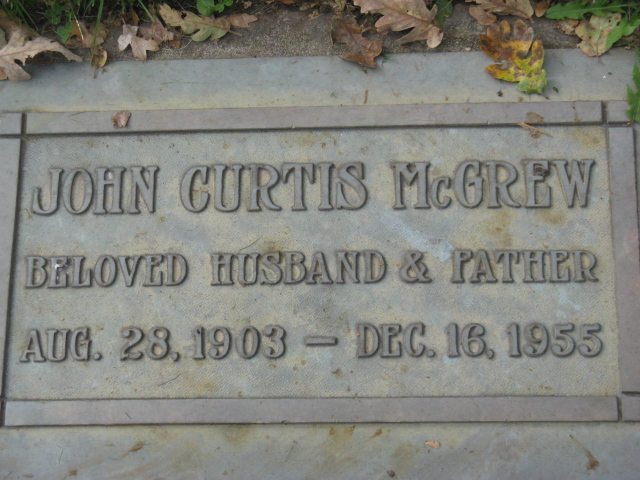 JOHN CURTIS McGREW
BELOVED HUSBAND & FATHER
AUG. 28, 1903 – DEC. 16, 1955